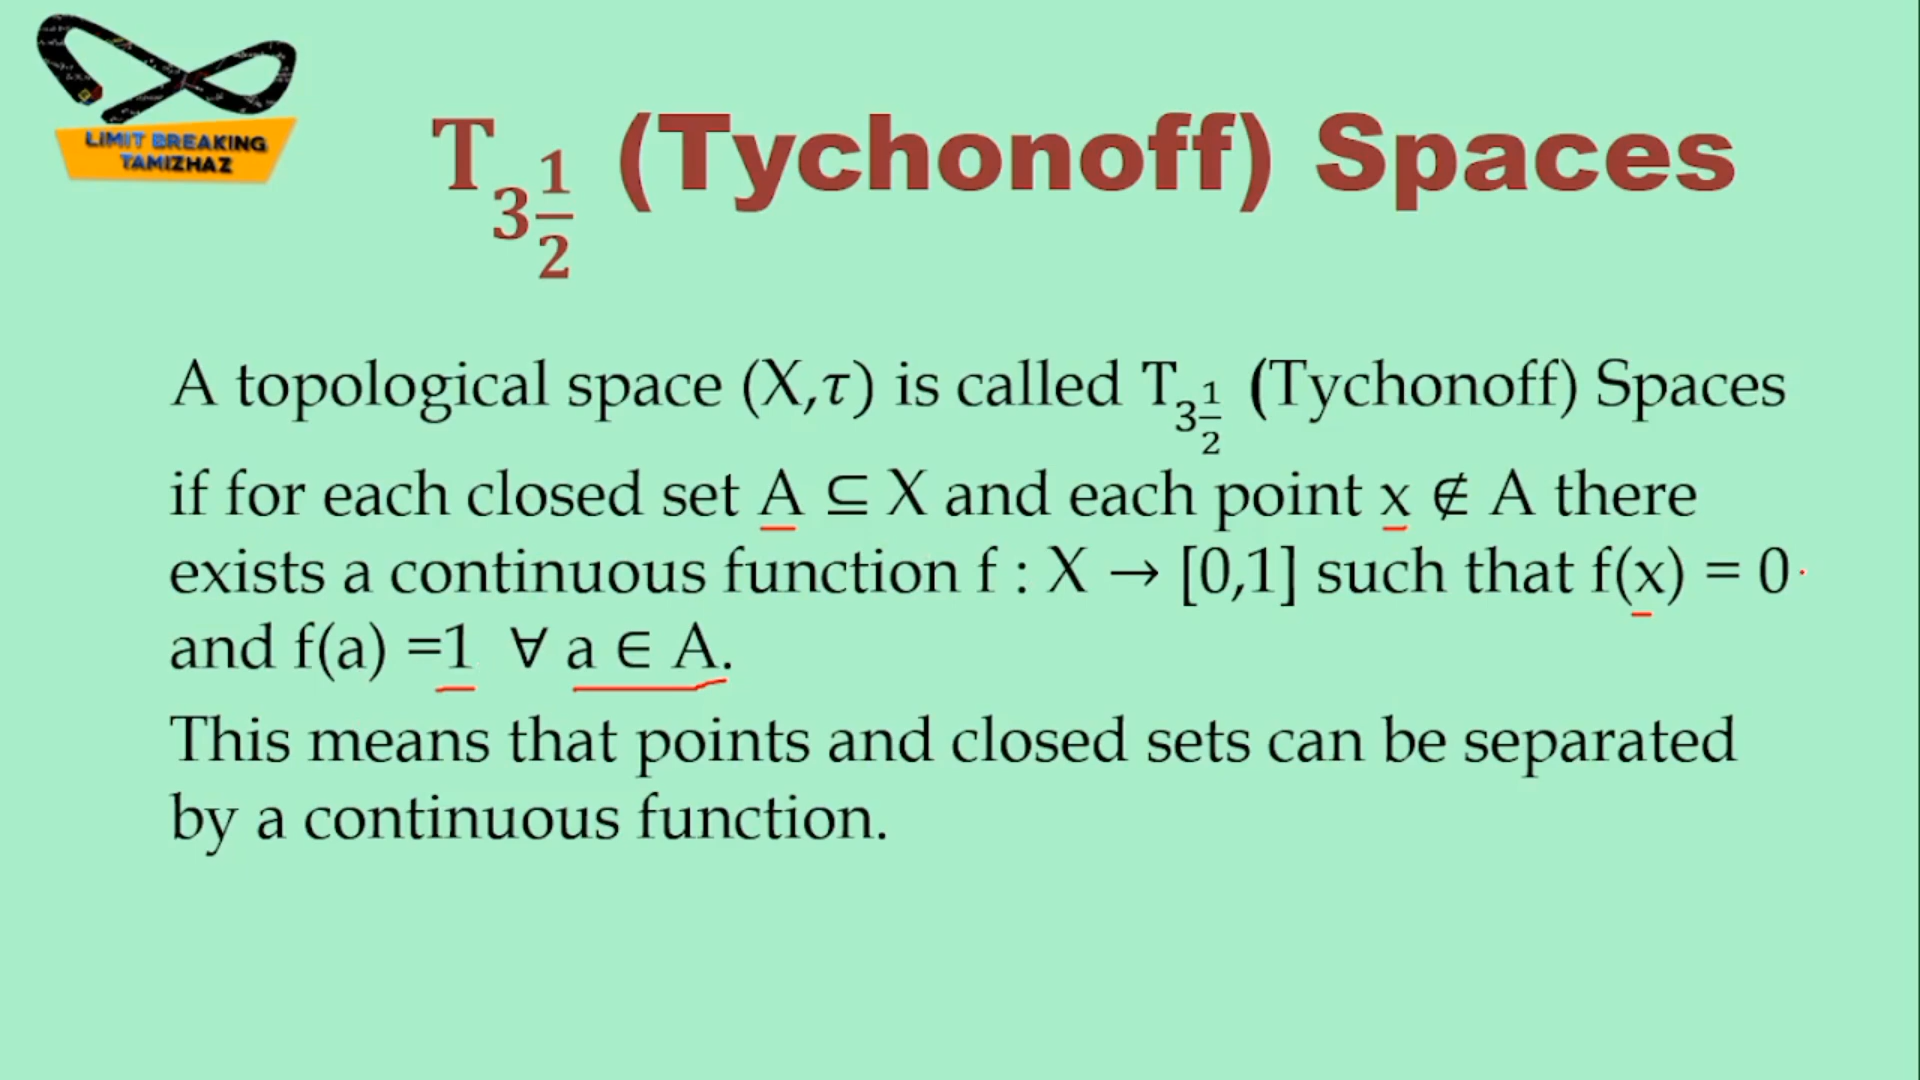 LIMIT BREAKING
TAMIZHAZ
T3½ (Tychonoff) Spaces
A topological space (X,τ) is called T3½ (Tychonoff) Spaces
if for each closed set A ⊆ X and each point x ∉ A there
exists a continuous function f : X → [0,1] such that f(x) = 0
and f(a) =1 ∀ a ∈ A.
This means that points and closed sets can be separated
by a continuous function.